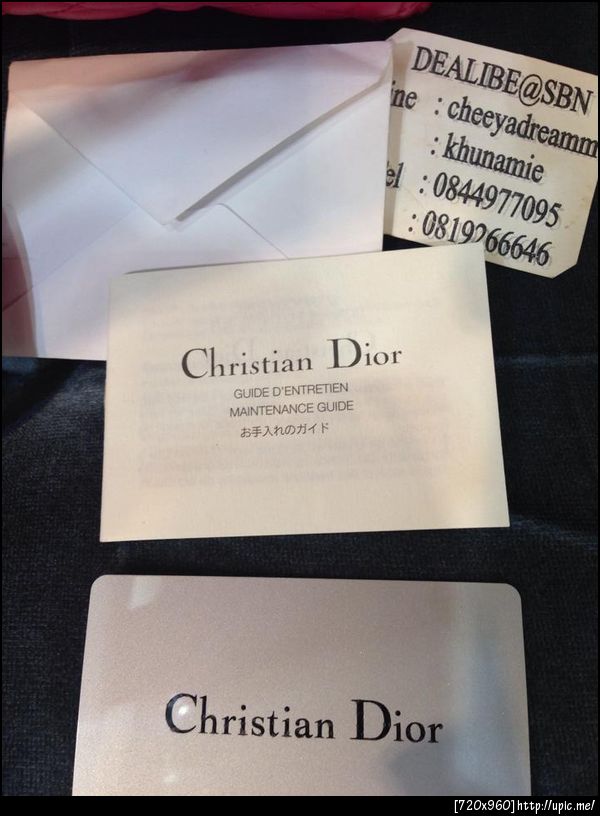 DEALIBE@SBN
ine : cheeyadreamm
: khunamie
el : 0844977095
: 0819266646
Christian Dior
GUIDE D'ENTRETIEN
MAINTENANCE GUIDE
お手入れのガイド
Christian Dior
[720x960]http://upic.me/